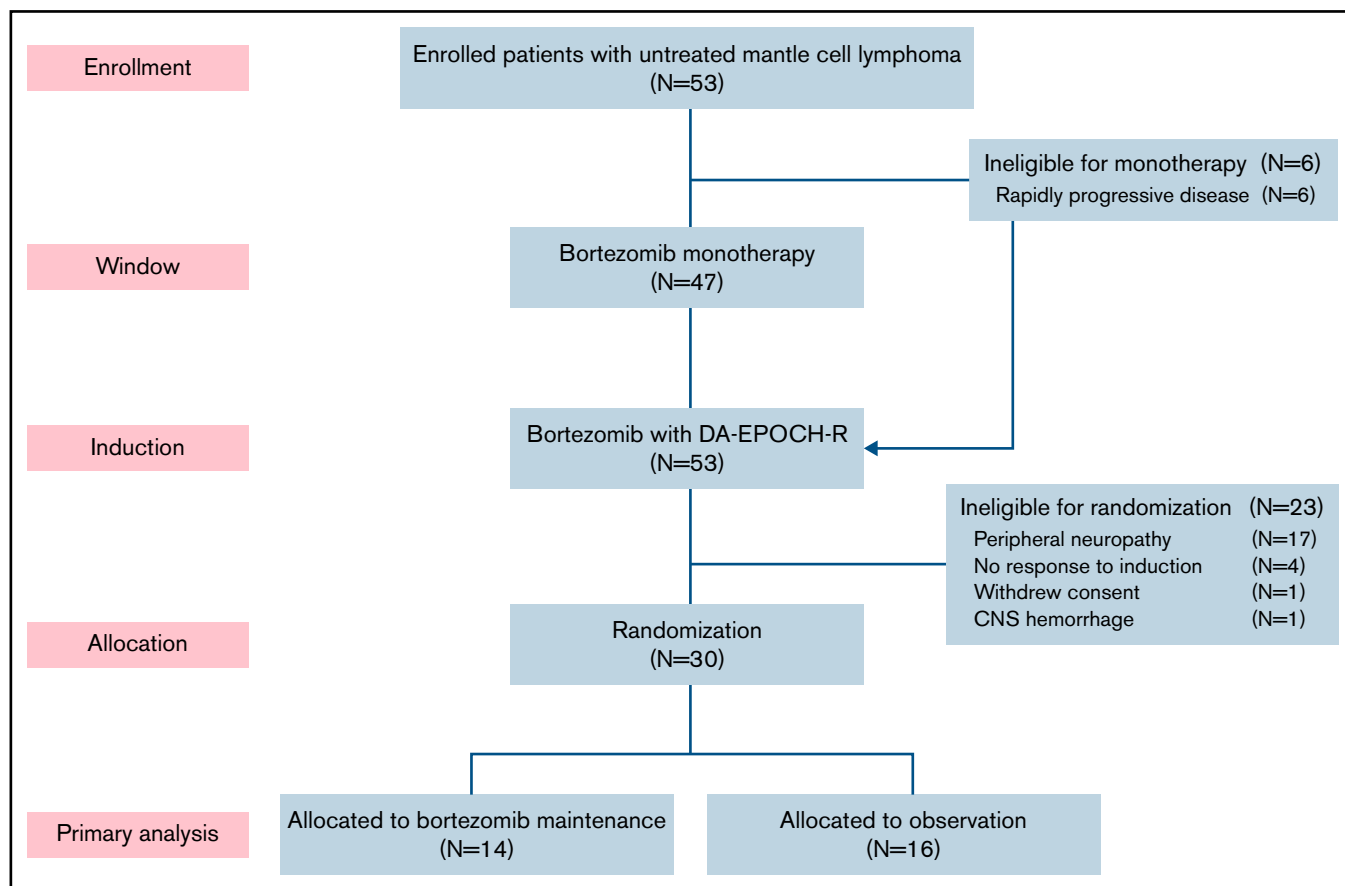 Enrollment
Enrolled patients with untreated mantle cell lymphoma
(N=53)
Ineligible for monotherapy (N=6)
Rapidly progressive disease (N=6)
Window
Bortezomib monotherapy
(N=47)
Induction
Bortezomib with DA-EPOCH-R
(N=53)
Ineligible for randomization (N=23)
Peripheral neuropathy (N=17)
No response to induction (N=4)
Withdrew consent (N=1)
CNS hemorrhage (N=1)
Allocation
Randomization
(N=30)
Primary analysis
Allocated to bortezomib maintenance
(N=14)
Allocated to observation
(N=16)